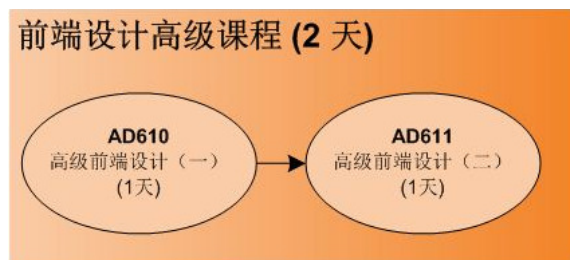 前端设计高级课程 (2 天)
AD610
高级前端设计（一）
(1天)
AD611
高级前端设计（二）
(1天)